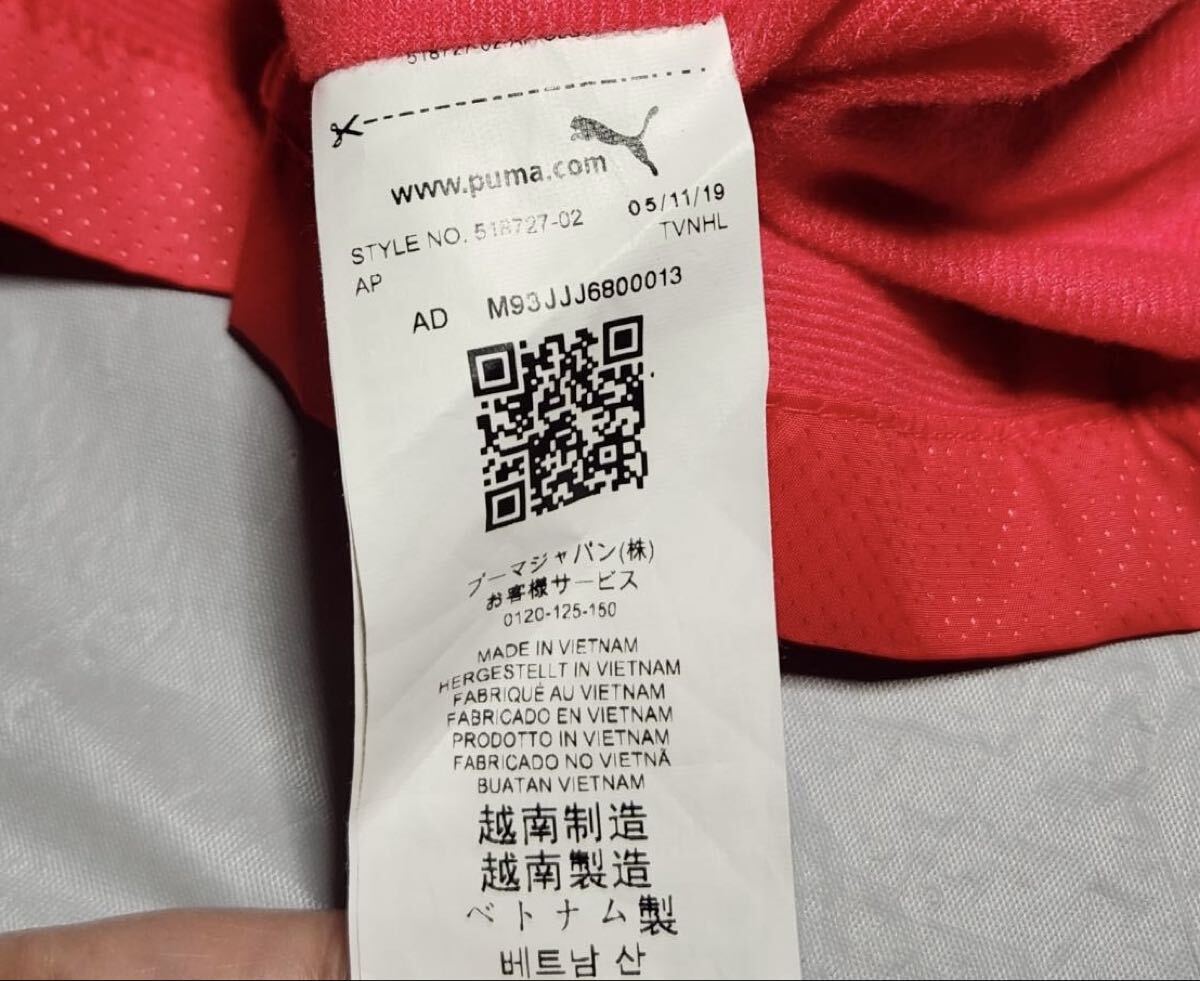 www.puma.com
STYLE NO. 518727-02 05/11/19
AP TVNHL
AD M93JJJ6800013
プーマジャパン(株)
お客様サービス
0120-125-150
MADE IN VIETNAM
HERGESTELLT IN VIETNAM
FABRIQUÉ AU VIETNAM
FABRICADO EN VIETNAM
PRODOTTO IN VIETNAM
FABRICADO NO VIETNÃ
BUATAN VIETNAM
越南制造
越南製造
ベトナム製
베트남 산